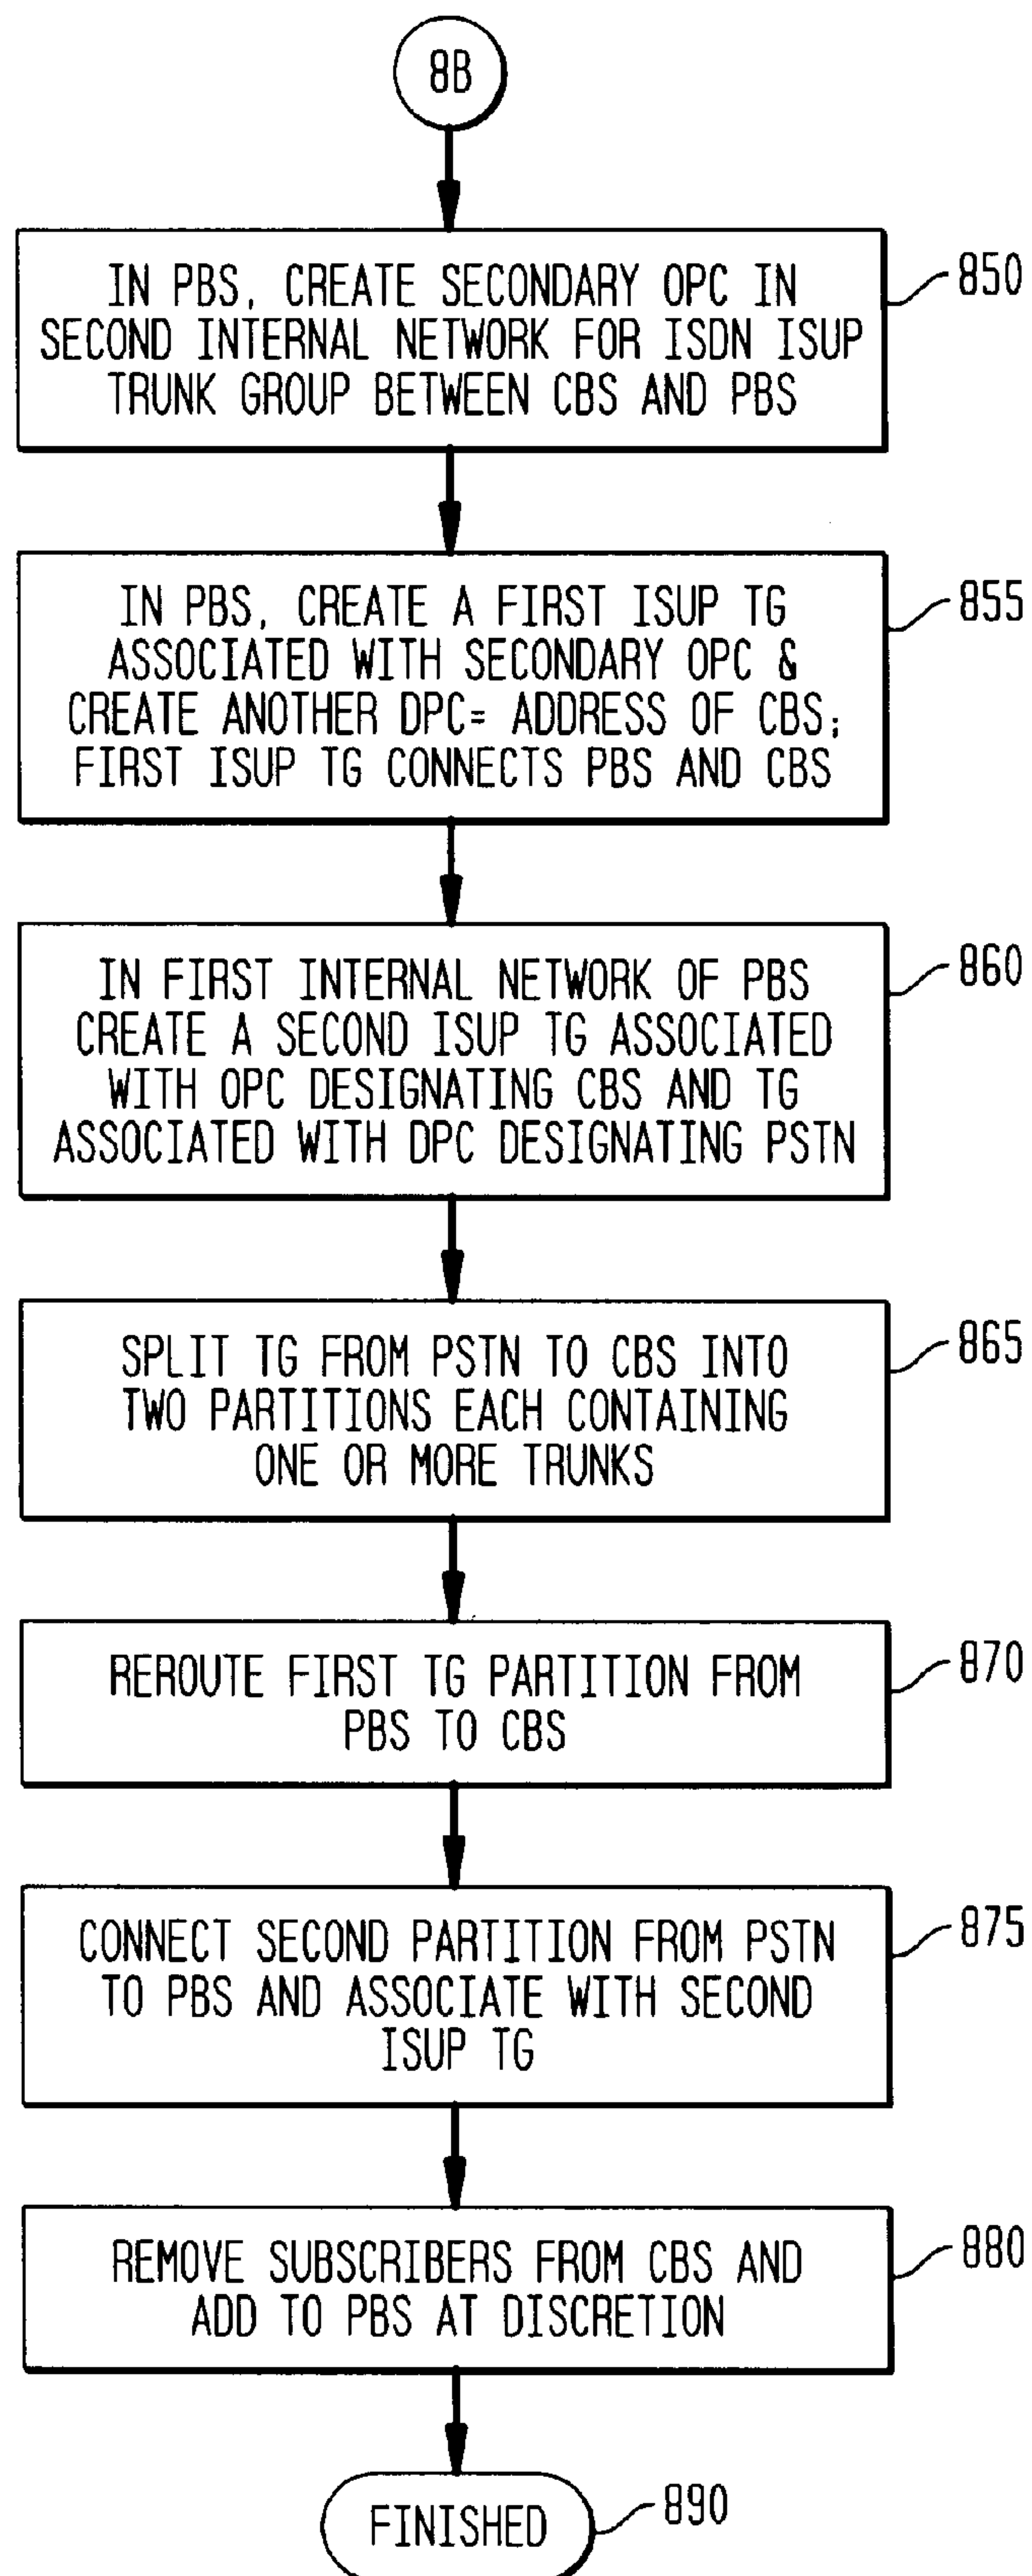 8B
IN PBS, CREATE SECONDARY OPC IN
SECOND INTERNAL NETWORK FOR ISDN ISUP
TRUNK GROUP BETWEEN CBS AND PBS
850
IN PBS, CREATE A FIRST ISUP TG
ASSOCIATED WITH SECONDARY OPC &
CREATE ANOTHER DPC= ADDRESS OF CBS;
FIRST ISUP TG CONNECTS PBS AND CBS
855
IN FIRST INTERNAL NETWORK OF PBS
CREATE A SECOND ISUP TG ASSOCIATED
WITH OPC DESIGNATING CBS AND TG
ASSOCIATED WITH DPC DESIGNATING PSTN
860
SPLIT TG FROM PSTN TO CBS INTO
TWO PARTITIONS EACH CONTAINING
ONE OR MORE TRUNKS
865
REROUTE FIRST TG PARTITION FROM
PBS TO CBS
870
CONNECT SECOND PARTITION FROM PSTN
TO PBS AND ASSOCIATE WITH SECOND
ISUP TG
875
REMOVE SUBSCRIBERS FROM CBS AND
ADD TO PBS AT DISCRETION
880
FINISHED
890